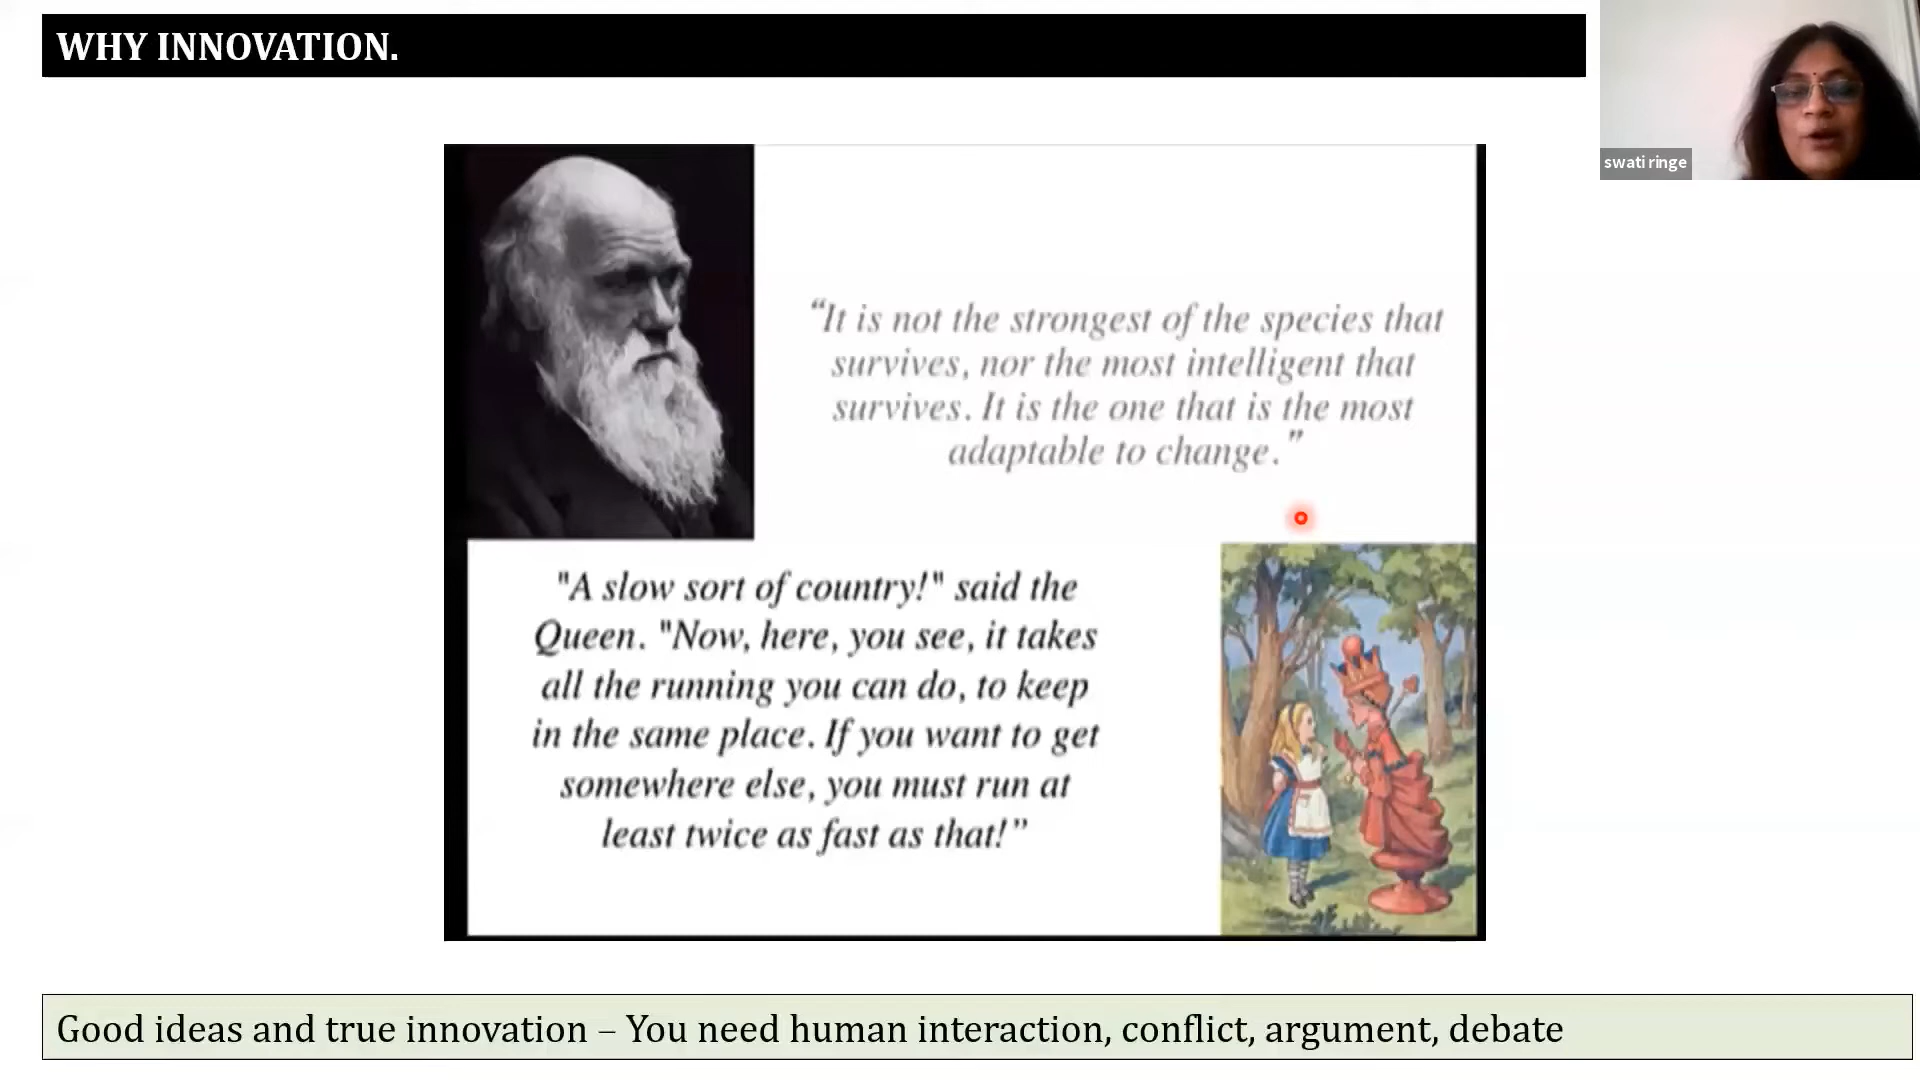 WHY INNOVATION.
swati ringe
“It is not the strongest of the species that
survives, nor the most intelligent that
survives. It is the one that is the most
adaptable to change.”
"A slow sort of country!" said the
Queen. "Now, here, you see, it takes
all the running you can do, to keep
in the same place. If you want to get
somewhere else, you must run at
least twice as fast as that!”
Good ideas and true innovation – You need human interaction, conflict, argument, debate